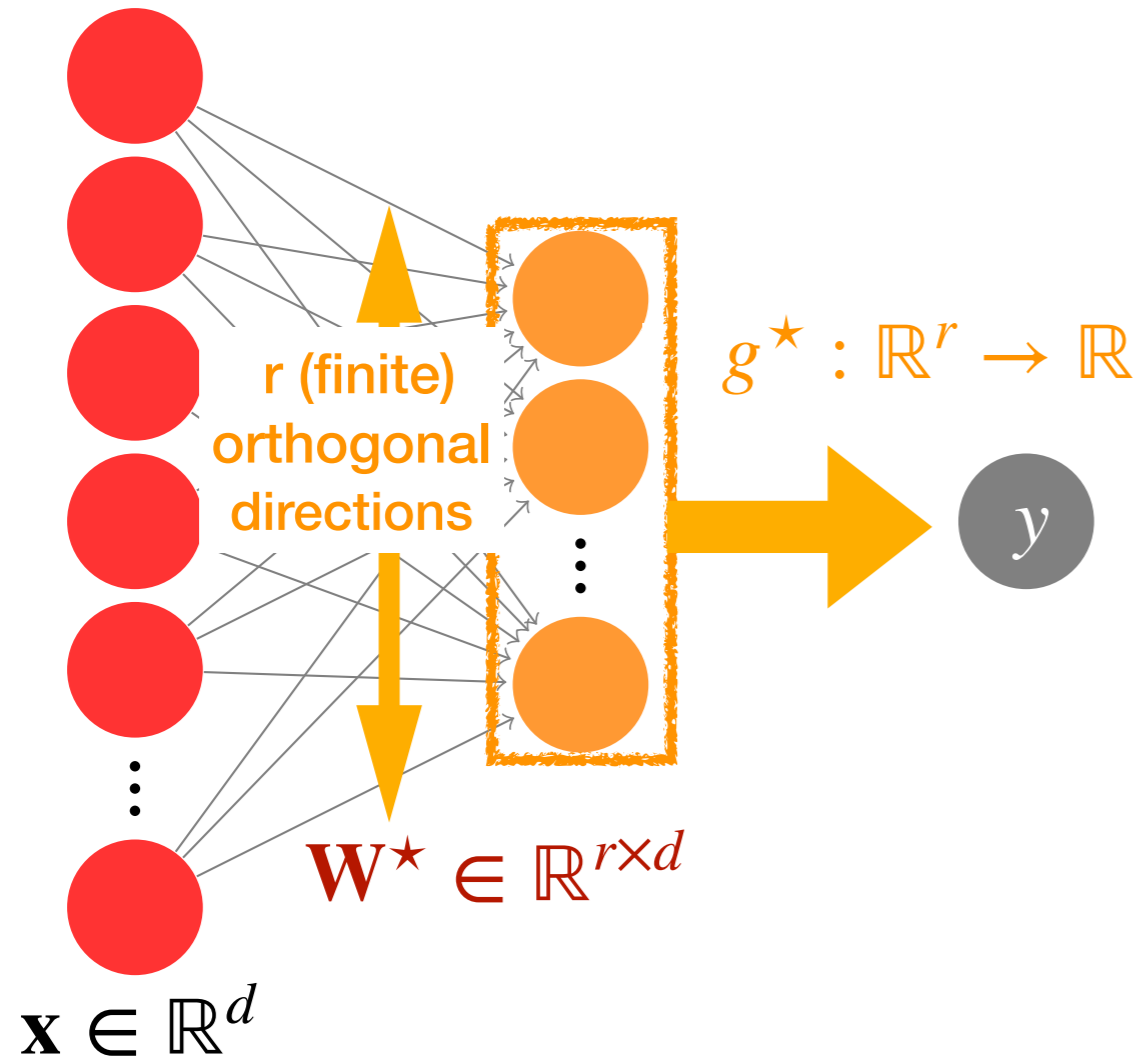 r (finite)
orthogonal
directions
g^★ : ℝ^r → ℝ
y
W^★ ∈ ℝ^{r×d}
x ∈ ℝ^d